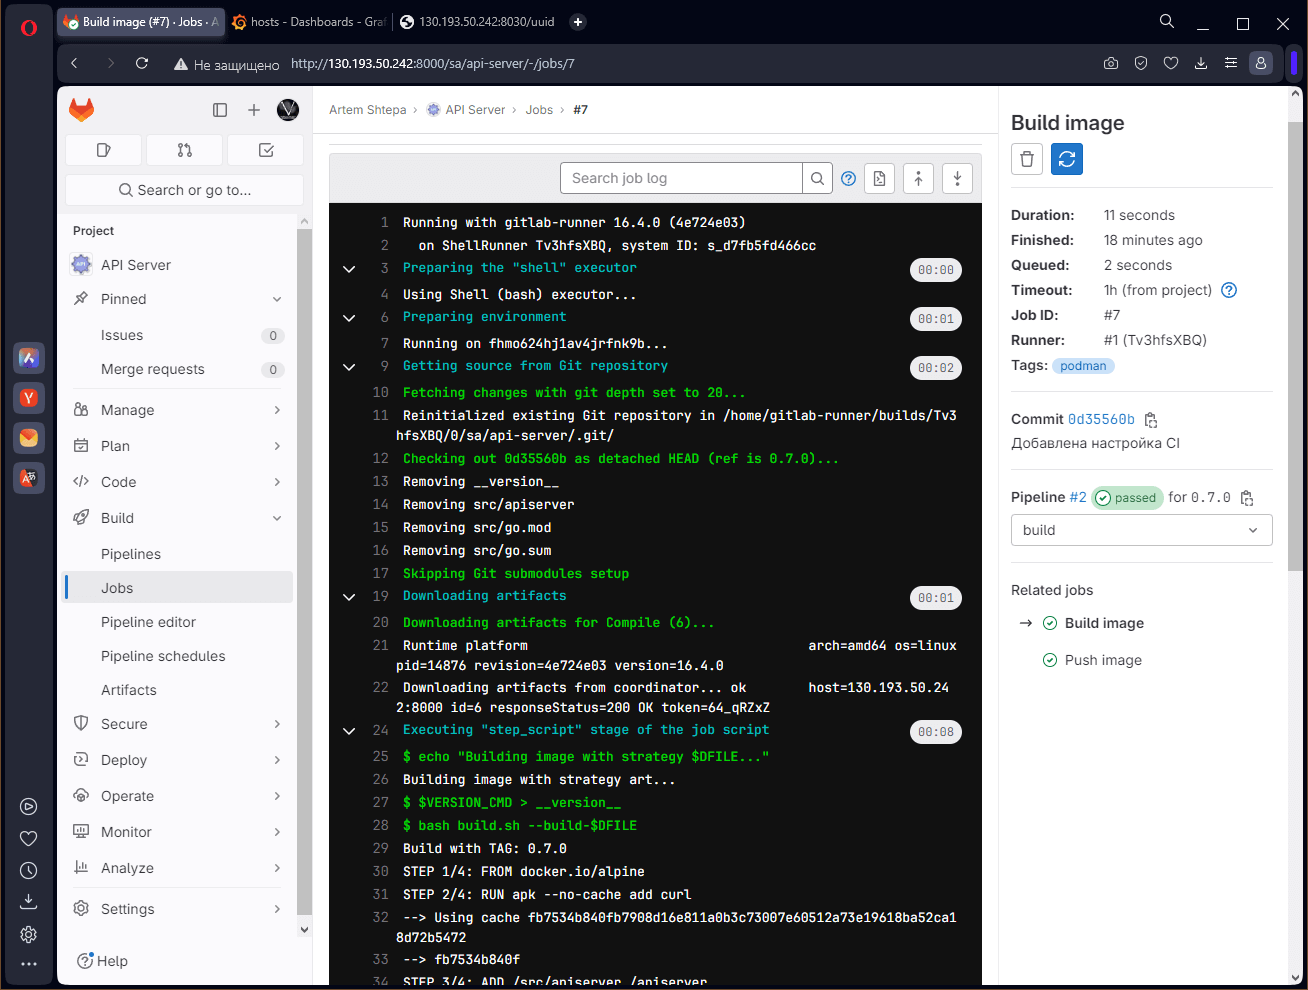 Build image (#7) · Jobs · A
hosts - Dashboards - Graf
130.193.50.242:8030/uuid
Не защищено
http://130.193.50.242:8000/sa/api-server/-/jobs/7
Search or go to...
Project
API Server
Pinned
Issues 0
Merge requests 0
Manage
Plan
Code
Build
Pipelines
Jobs
Pipeline editor
Pipeline schedules
Artifacts
Secure
Deploy
Operate
Monitor
Analyze
Settings
Help
Artem Shtepa › API Server › Jobs › #7
Search job log
1 Running with gitlab-runner 16.4.0 (4e724e03)
2 on ShellRunner Tv3hfsXBQ, system ID: s_d7fb5fd466cc
3 Preparing the "shell" executor 00:00
4 Using Shell (bash) executor...
6 Preparing environment 00:01
7 Running on fhmo624hj1av4jrfnk9b...
9 Getting source from Git repository 00:02
10 Fetching changes with git depth set to 20...
11 Reinitialized existing Git repository in /home/gitlab-runner/builds/Tv3
hfsXBQ/0/sa/api-server/.git/
12 Checking out 0d35560b as detached HEAD (ref is 0.7.0)...
13 Removing __version__
14 Removing src/apiserver
15 Removing src/go.mod
16 Removing src/go.sum
17 Skipping Git submodules setup
19 Downloading artifacts 00:01
20 Downloading artifacts for Compile (6)...
21 Runtime platform arch=amd64 os=linux
pid=14876 revision=4e724e03 version=16.4.0
22 Downloading artifacts from coordinator... ok host=130.193.50.24
2:8000 id=6 responseStatus=200 OK token=64_qRZxZ
24 Executing "step_script" stage of the job script 00:08
25 $ echo "Building image with strategy $DFILE..."
26 Building image with strategy art...
27 $ $VERSION_CMD > __version__
28 $ bash build.sh --build-$DFILE
29 Build with TAG: 0.7.0
30 STEP 1/4: FROM docker.io/alpine
31 STEP 2/4: RUN apk --no-cache add curl
32 --> Using cache fb7534b840fb7908d16e811a0b3c73007e60512a73e19618ba52ca1
8d72b5472
33 --> fb7534b840f
34 STEP 3/4: ADD /src/apiserver /apiserver
Build image
Duration: 11 seconds
Finished: 18 minutes ago
Queued: 2 seconds
Timeout: 1h (from project)
Job ID: #7
Runner: #1 (Tv3hfsXBQ)
Tags: podman
Commit 0d35560b
Добавлена настройка CI
Pipeline #2 passed for 0.7.0
build
Related jobs
→ Build image
Push image